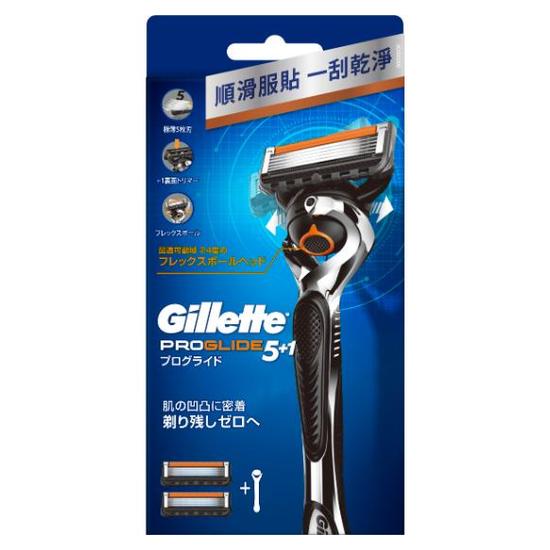 順滑服貼 一刮乾淨
5
極薄5枚刃
+1裏面トリマー
フレックスボール
フレックスボールヘッド
Gillette
PROGLIDE 5+1
プログライド
肌の凹凸に密着
剃り残しゼロへ
+
Gillette